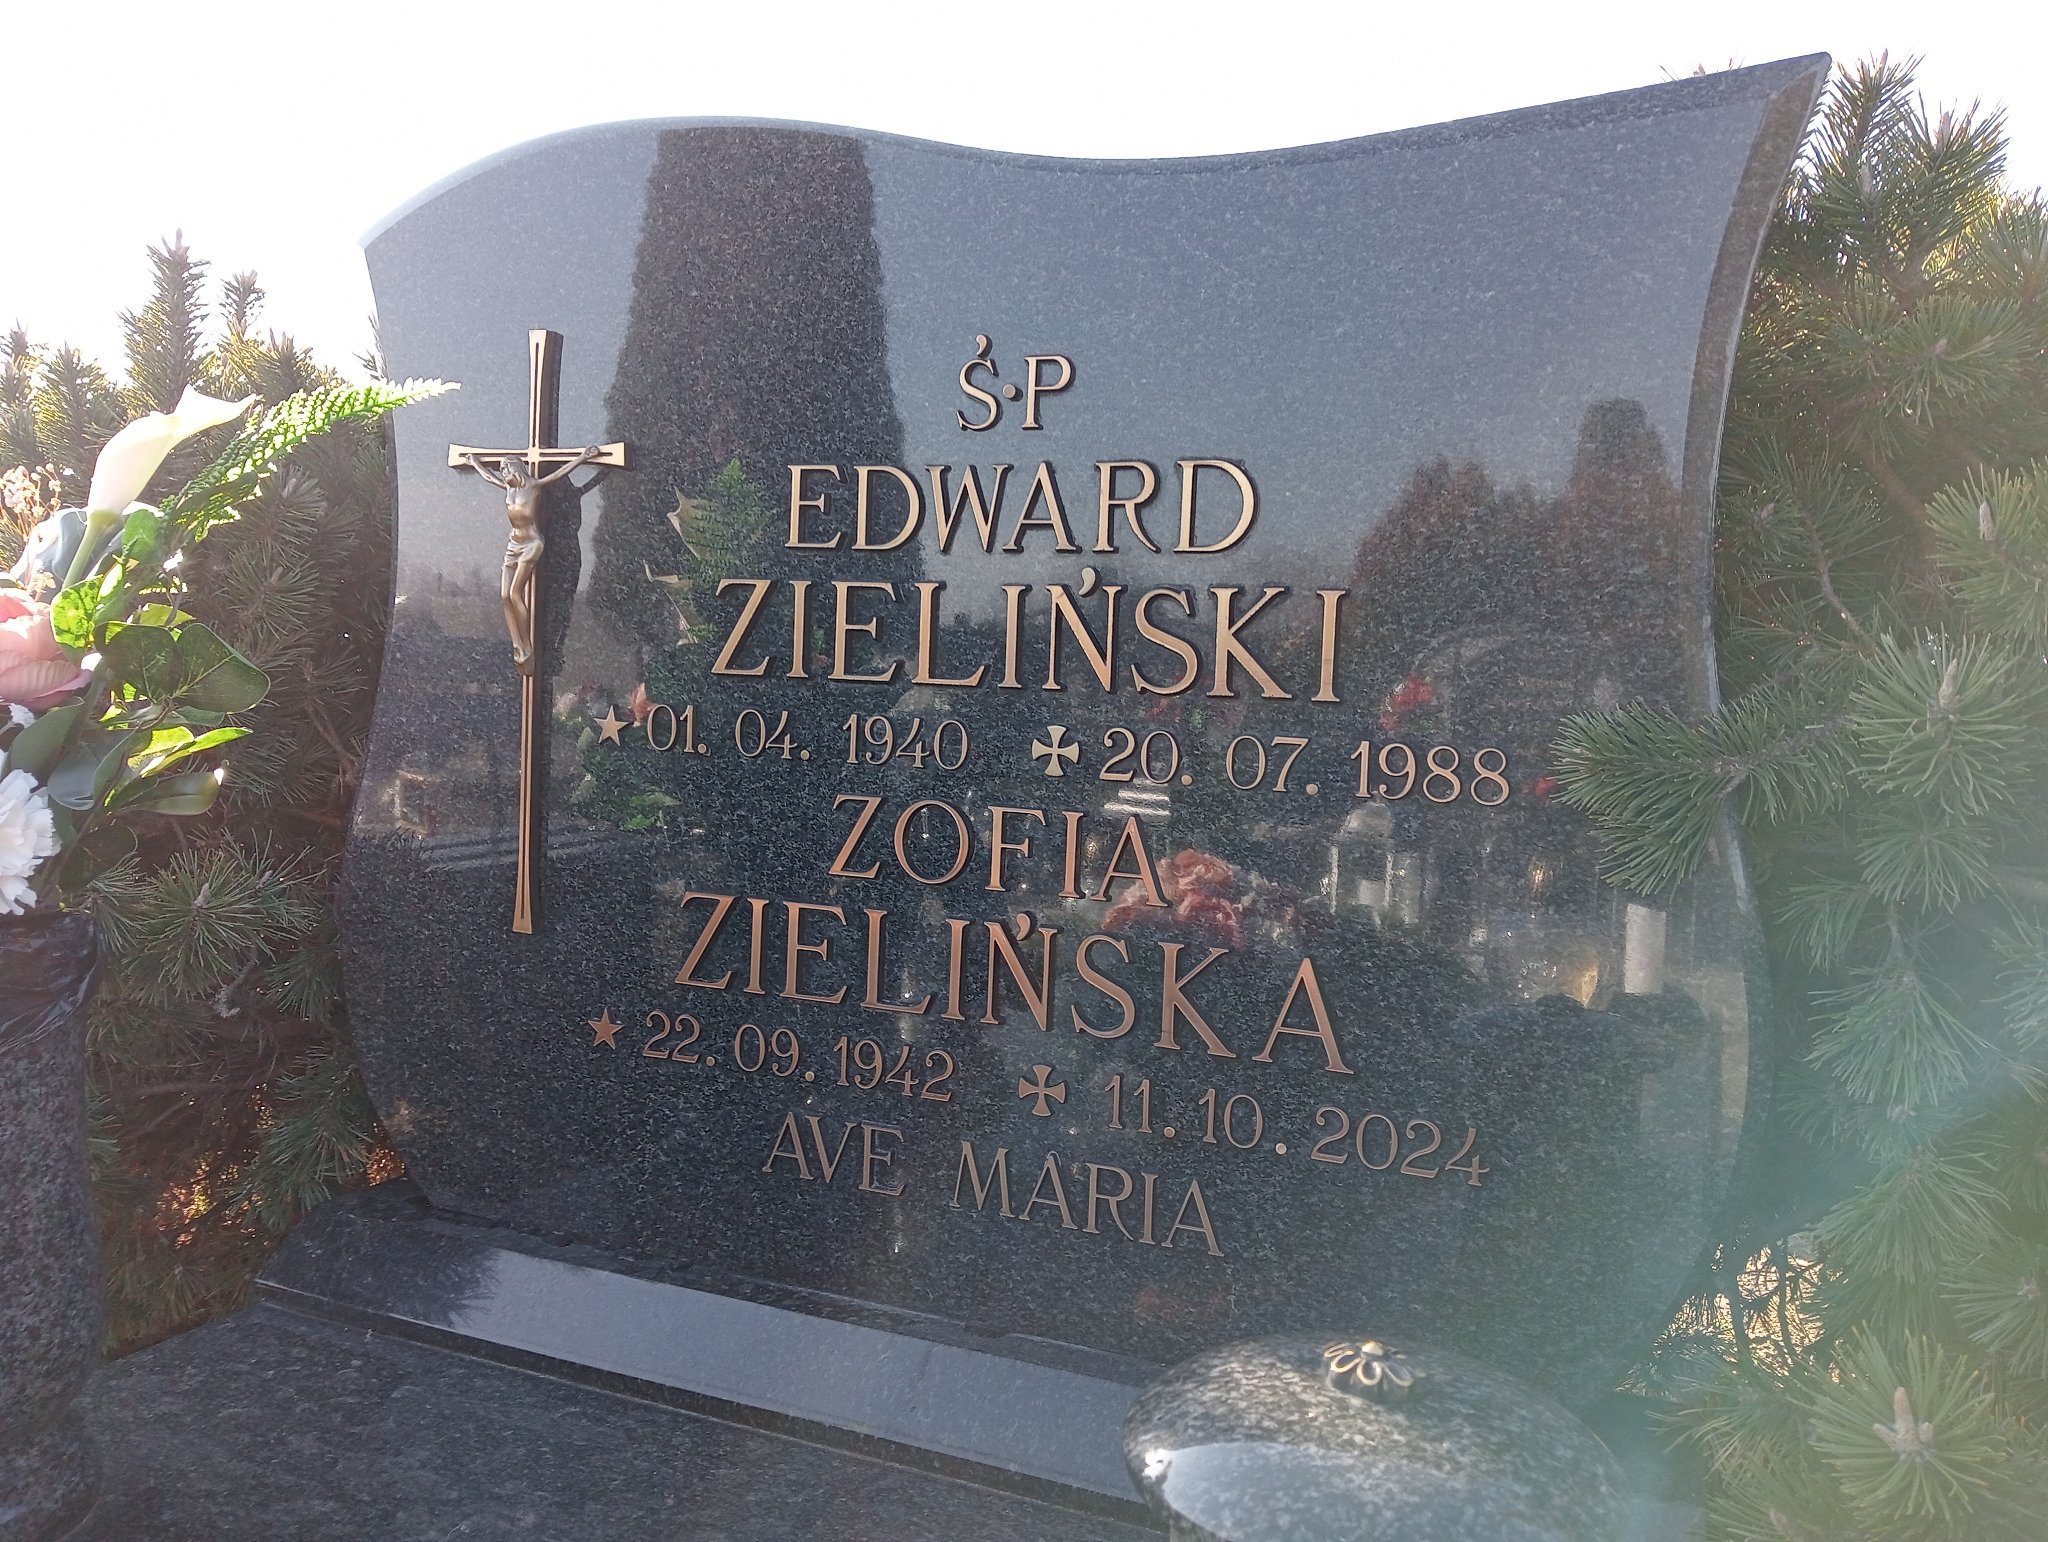 Ś.P
EDWARD
ZIELIŃSKI
★ 01. 04. 1940 ✠ 20. 07. 1988
ZOFIA
ZIELIŃSKA
★ 22. 09. 1942 ✠ 11. 10. 2024
AVE MARIA